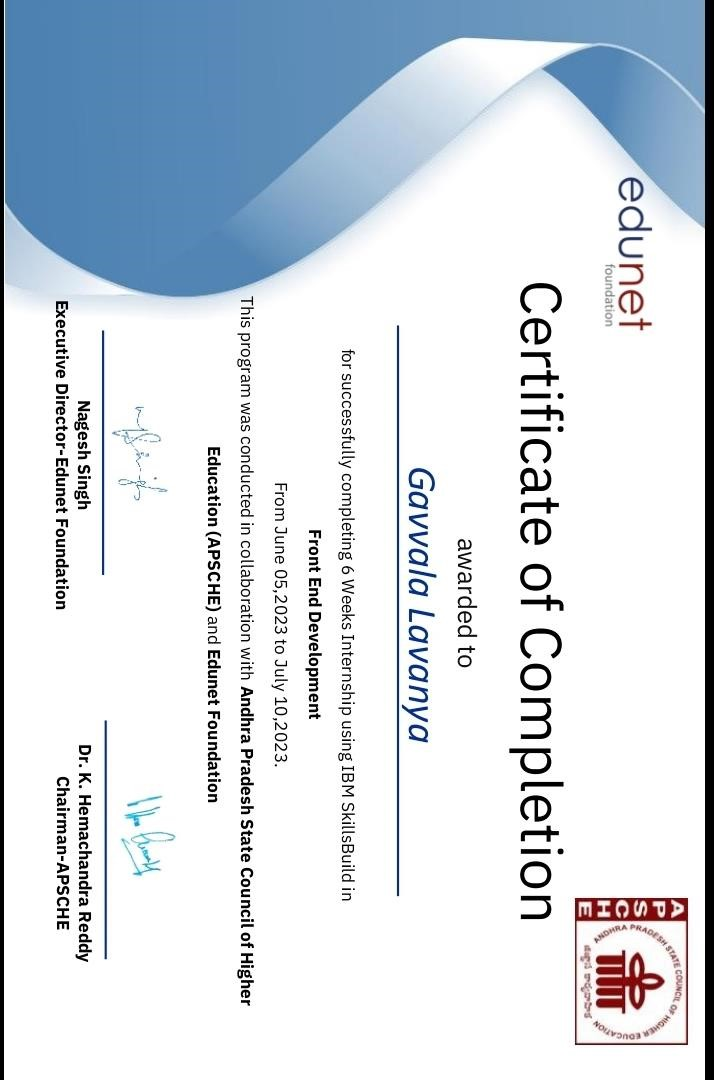 edunet
foundation
APSCHE
ANDHRA PRADESH STATE COUNCIL OF HIGHER EDUCATION
Certificate of Completion
awarded to
Gavvala Lavanya
for successfully completing 6 Weeks Internship using IBM SkillsBuild in
Front End Development
From June 05,2023 to July 10,2023.
This program was conducted in collaboration with Andhra Pradesh State Council of Higher
Education (APSCHE) and Edunet Foundation
Nagesh Singh
Executive Director-Edunet Foundation
Dr. K. Hemachandra Reddy
Chairman-APSCHE